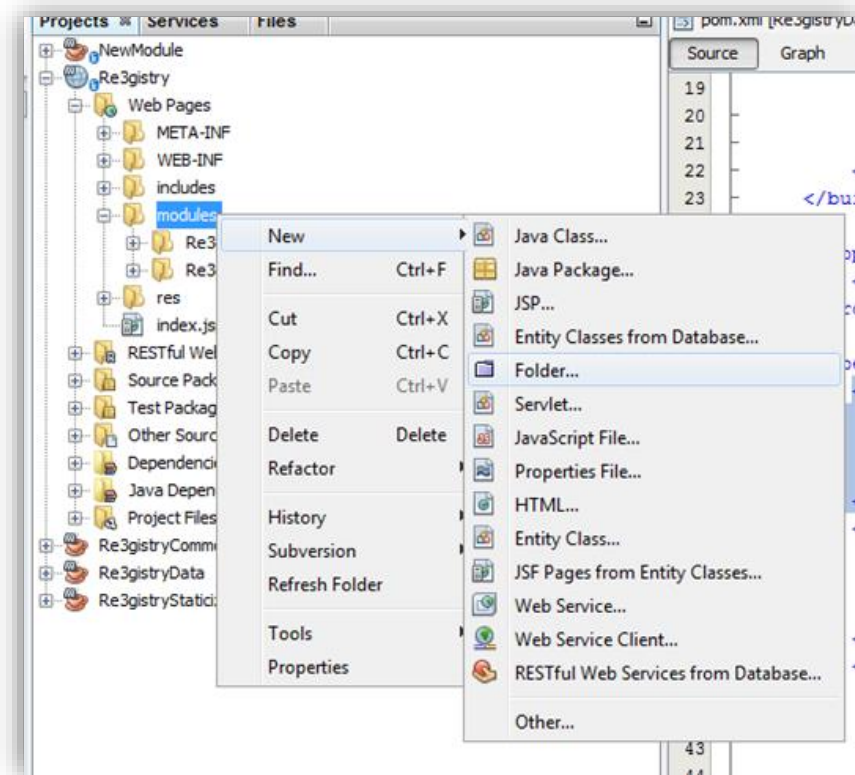 Projects Services Files
NewModule
Re3gistry
Web Pages
META-INF
WEB-INF
includes
modules
Re3
Re3
res
index.js
RESTful Wel
Source Pack
Test Packag
Other Sourc
Dependenci
Java Depen
Project Files
Re3gistryComm
Re3gistryData
Re3gistryStatici
New
Find... Ctrl+F
Cut Ctrl+X
Copy Ctrl+C
Paste Ctrl+V
Delete Delete
Refactor
History
Subversion
Refresh Folder
Tools
Properties
Java Class...
Java Package...
JSP...
Entity Classes from Database...
Folder...
Servlet...
JavaScript File...
Properties File...
HTML...
Entity Class...
JSF Pages from Entity Classes...
Web Service...
Web Service Client...
RESTful Web Services from Database...
Other...
pom.xml [Re3gistryD
Source Graph
19
20
21
22
23 </bui
43
44